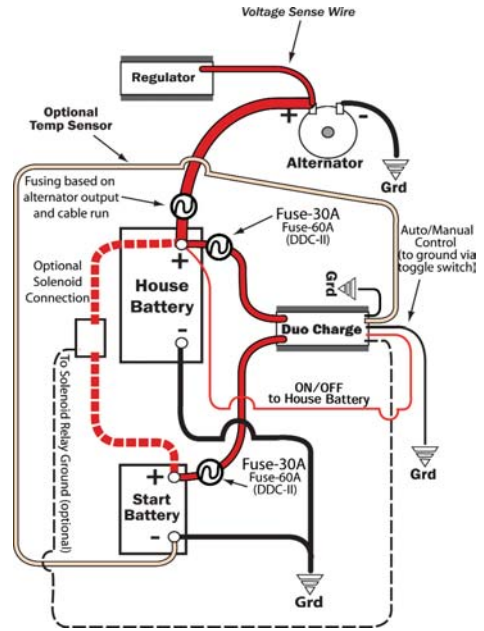 Voltage Sense Wire
Regulator
Optional
Temp Sensor
+
-
Alternator
Grd
Fusing based on
alternator output
and cable run
Fuse-30A
Fuse-60A
(DDC-II)
Auto/Manual
Control
(to ground via
toggle switch)
Optional
Solenoid
Connection
+
House
Battery
-
Grd
Duo Charge
ON/OFF
to House Battery
To Solenoid Relay Ground (optional)
Grd
+
Start
Battery
-
Fuse-30A
Fuse-60A
(DDC-II)
Grd